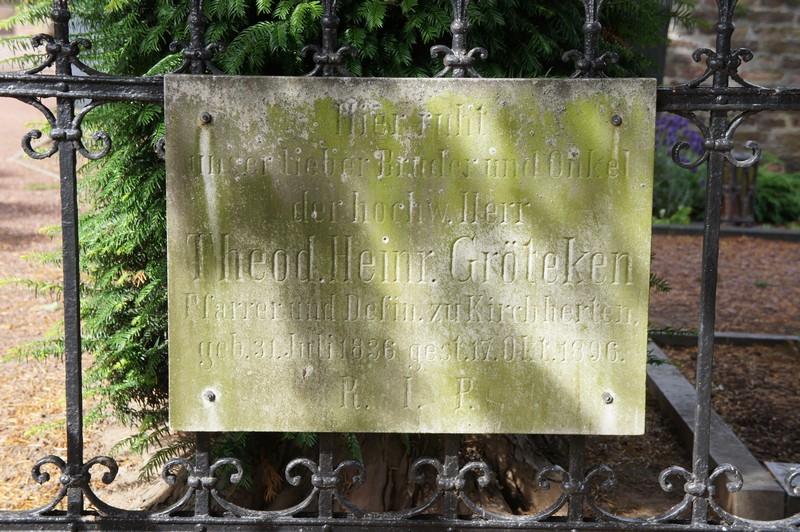 Hier ruht
unser lieber Bruder und Onkel
der hochw. Herr
Theod. Heinr. Gröteken
Pfarrer und Defin. zu Kirchherten,
geb. 31. Juli 1836 gest. 17. Okt. 1896.
R. I. P.